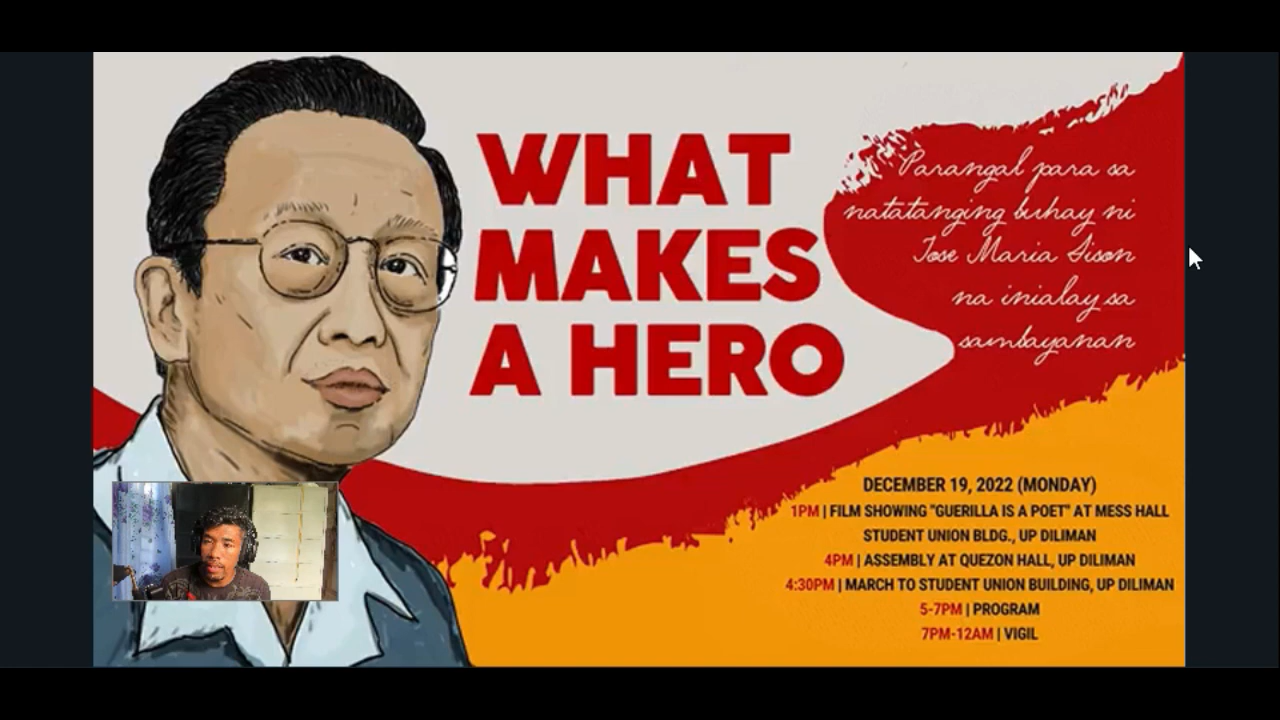 WHAT
MAKES
A HERO
Parangal para sa
natatanging buhay ni
Jose Maria Sison
na inialay sa
sambayanan
DECEMBER 19, 2022 (MONDAY)
1PM | FILM SHOWING "GUERILLA IS A POET" AT MESS HALL
STUDENT UNION BLDG., UP DILIMAN
4PM | ASSEMBLY AT QUEZON HALL, UP DILIMAN
4:30PM | MARCH TO STUDENT UNION BUILDING, UP DILIMAN
5-7PM | PROGRAM
7PM-12AM | VIGIL